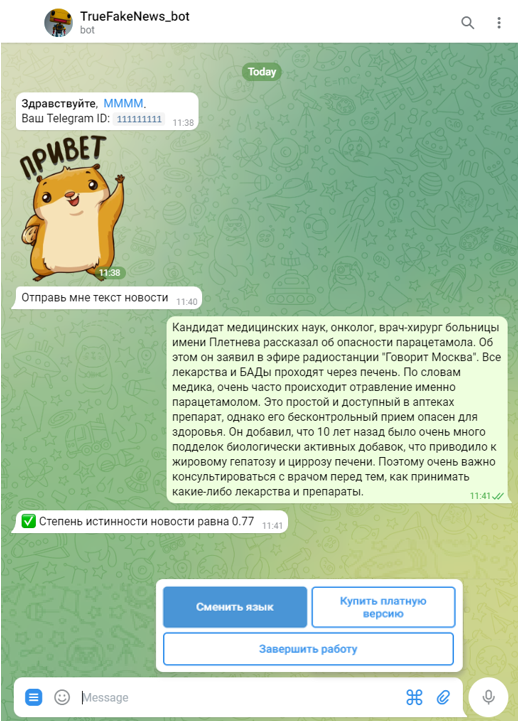 TrueFakeNews_bot
bot
Today
Здравствуйте, MMMM.
Ваш Telegram ID: 111111111 11:38
ПРИВЕТ
11:38
Отправь мне текст новости 11:40
Кандидат медицинских наук, онколог, врач-хирург больницы
имени Плетнева рассказал об опасности парацетамола. Об
этом он заявил в эфире радиостанции "Говорит Москва". Все
лекарства и БАДы проходят через печень. По словам
медика, очень часто происходит отравление именно
парацетамолом. Это простой и доступный в аптеках
препарат, однако его бесконтрольный прием опасен для
здоровья. Он добавил, что 10 лет назад было очень много
подделок биологически активных добавок, что приводило к
жировому гепатозу и циррозу печени. Поэтому очень важно
консультироваться с врачом перед тем, как принимать
какие-либо лекарства и препараты. 11:41
Степень истинности новости равна 0.77 11:41
Сменить язык
Купить платную
версию
Завершить работу
Message